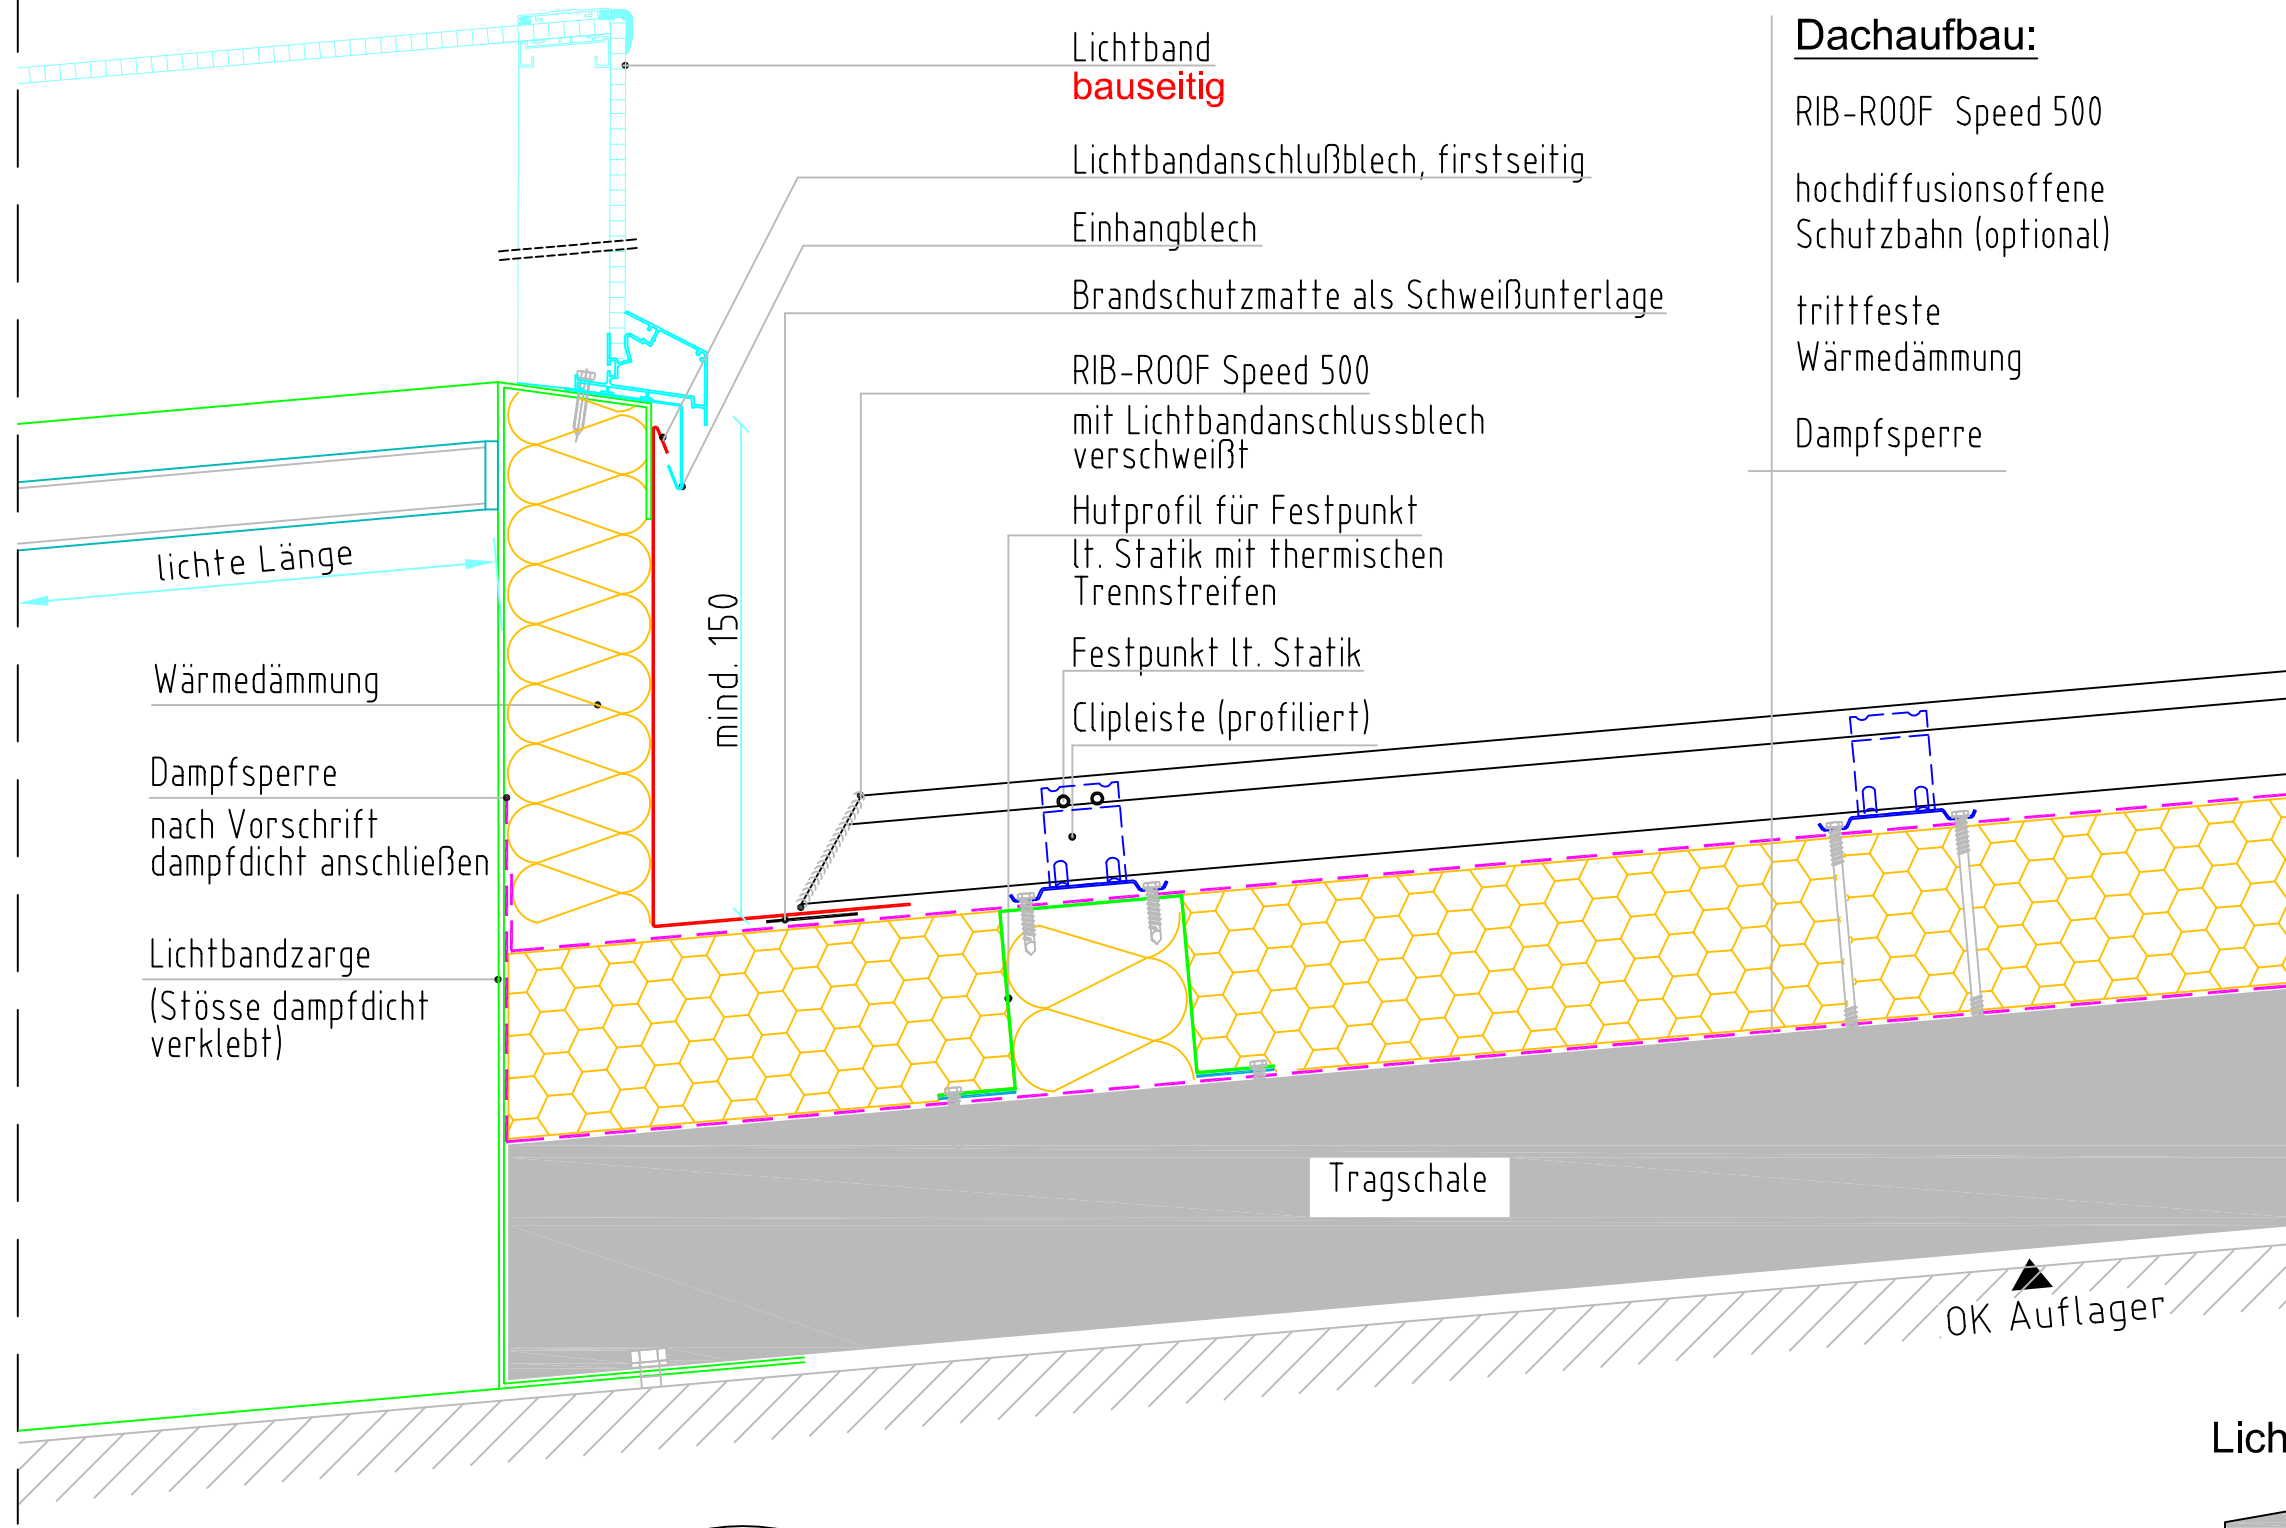 Lichtband
bauseitig
Lichtbandanschlußblech, firstseitig
Einhangblech
Brandschutzmatte als Schweißunterlage
RIB-ROOF Speed 500
mit Lichtbandanschlussblech
verschweißt
Hutprofil für Festpunkt
lt. Statik mit thermischen
Trennstreifen
Festpunkt lt. Statik
Clipleiste (profiliert)
Dachaufbau:
RIB-ROOF Speed 500
hochdiffusionsoffene
Schutzbahn (optional)
trittfeste
Wärmedämmung
Dampfsperre
lichte Länge
mind. 150
Wärmedämmung
Dampfsperre
nach Vorschrift
dampfdicht anschließen
Lichtbandzarge
(Stösse dampfdicht
verklebt)
Tragschale
OK Auflager
Lich